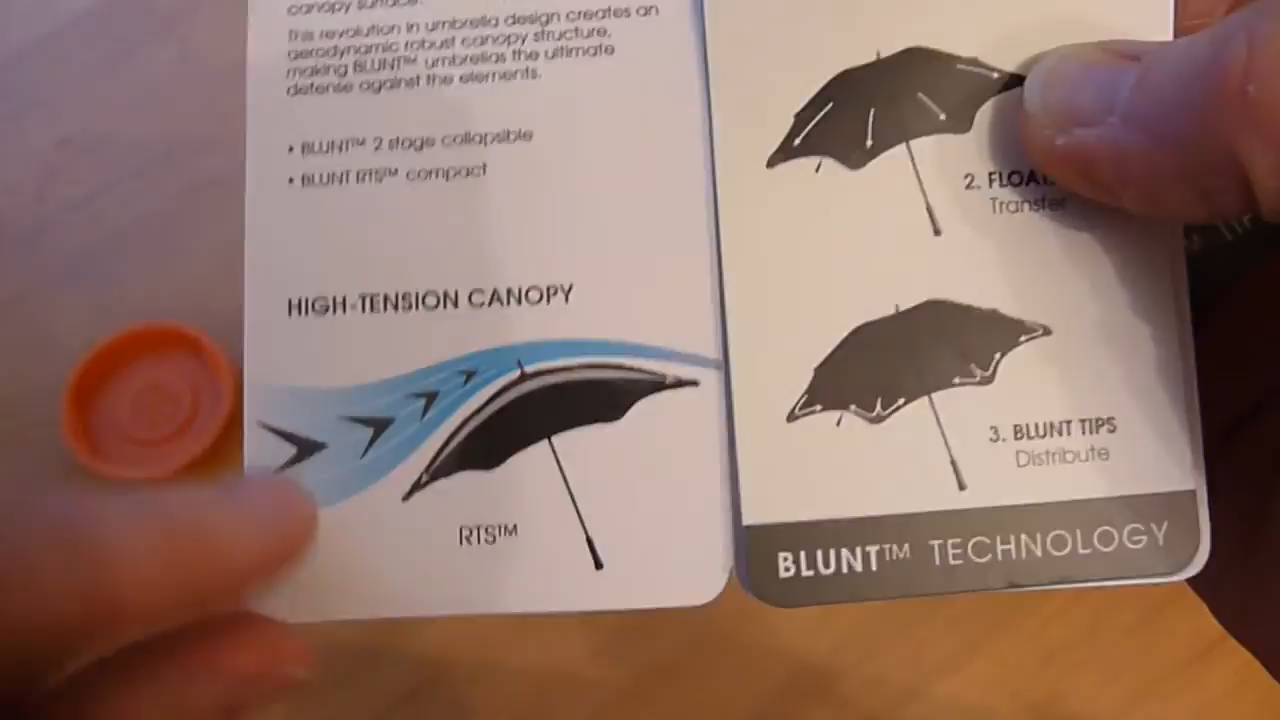 canopy surface.
This revolution in umbrella design creates an
aerodynamic robust canopy structure,
making BLUNT™ umbrellas the ultimate
defense against the elements.
• BLUNT™ 2 stage collapsible
• BLUNT RTS™ compact
HIGH-TENSION CANOPY
RTS™
2.
Transfer
3. BLUNT TIPS
Distribute
BLUNT™ TECHNOLOGY